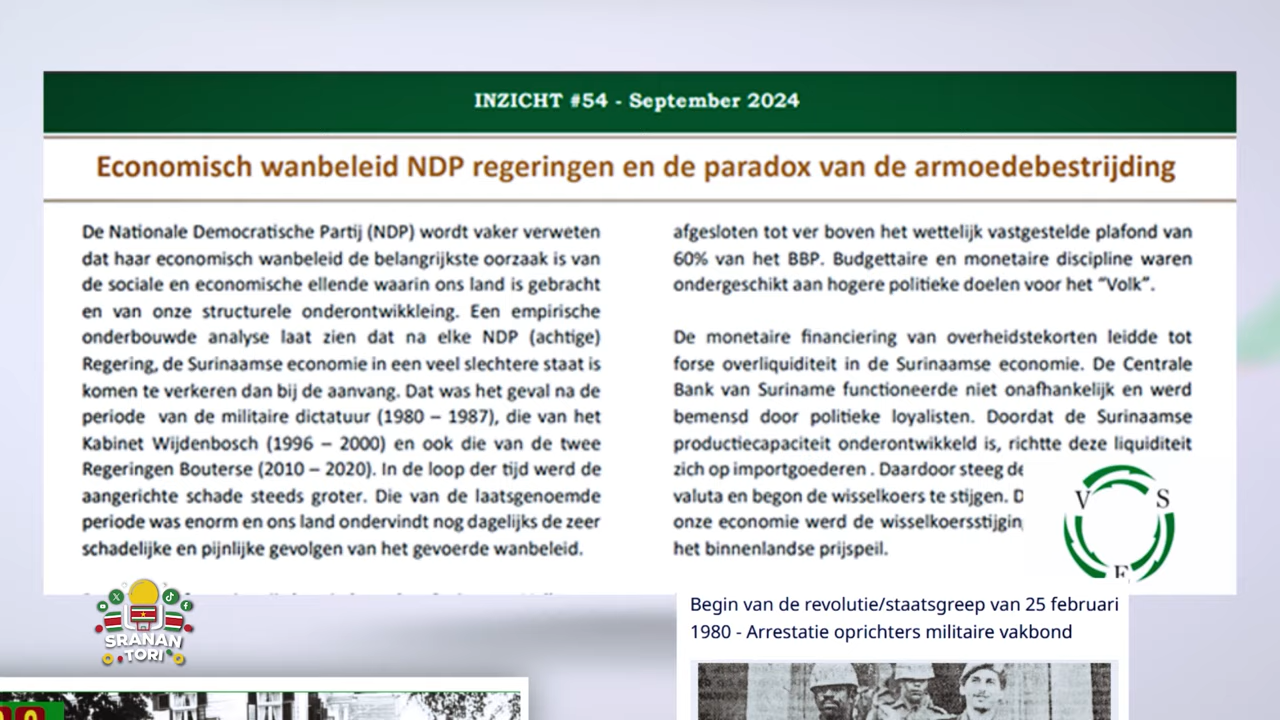 INZICHT #54 - September 2024
Economisch wanbeleid NDP regeringen en de paradox van de armoedebestrijding
De Nationale Democratische Partij (NDP) wordt vaker verweten
dat haar economisch wanbeleid de belangrijkste oorzaak is van
de sociale en economische ellende waarin ons land is gebracht
en van onze structurele onderontwikkleing. Een empirische
onderbouwde analyse laat zien dat na elke NDP (achtige)
Regering, de Surinaamse economie in een veel slechtere staat is
komen te verkeren dan bij de aanvang. Dat was het geval na de
periode van de militaire dictatuur (1980 – 1987), die van het
Kabinet Wijdenbosch (1996 – 2000) en ook die van de twee
Regeringen Bouterse (2010 – 2020). In de loop der tijd werd de
aangerichte schade steeds groter. Die van de laatsgenoemde
periode was enorm en ons land ondervindt nog dagelijks de zeer
schadelijke en pijnlijke gevolgen van het gevoerde wanbeleid.
afgesloten tot ver boven het wettelijk vastgestelde plafond van
60% van het BBP. Budgettaire en monetaire discipline waren
ondergeschikt aan hogere politieke doelen voor het “Volk”.
De monetaire financiering van overheidstekorten leidde tot
forse overliquiditeit in de Surinaamse economie. De Centrale
Bank van Suriname functioneerde niet onafhankelijk en werd
bemensd door politieke loyalisten. Doordat de Surinaamse
productiecapaciteit onderontwikkeld is, richtte deze liquiditeit
zich op importgoederen . Daardoor steeg de
valuta en begon de wisselkoers te stijgen. D
onze economie werd de wisselkoersstijgin
het binnenlandse prijspeil.
V S
E
SRANAN
TORI
Begin van de revolutie/staatsgreep van 25 februari
1980 - Arrestatie oprichters militaire vakbond